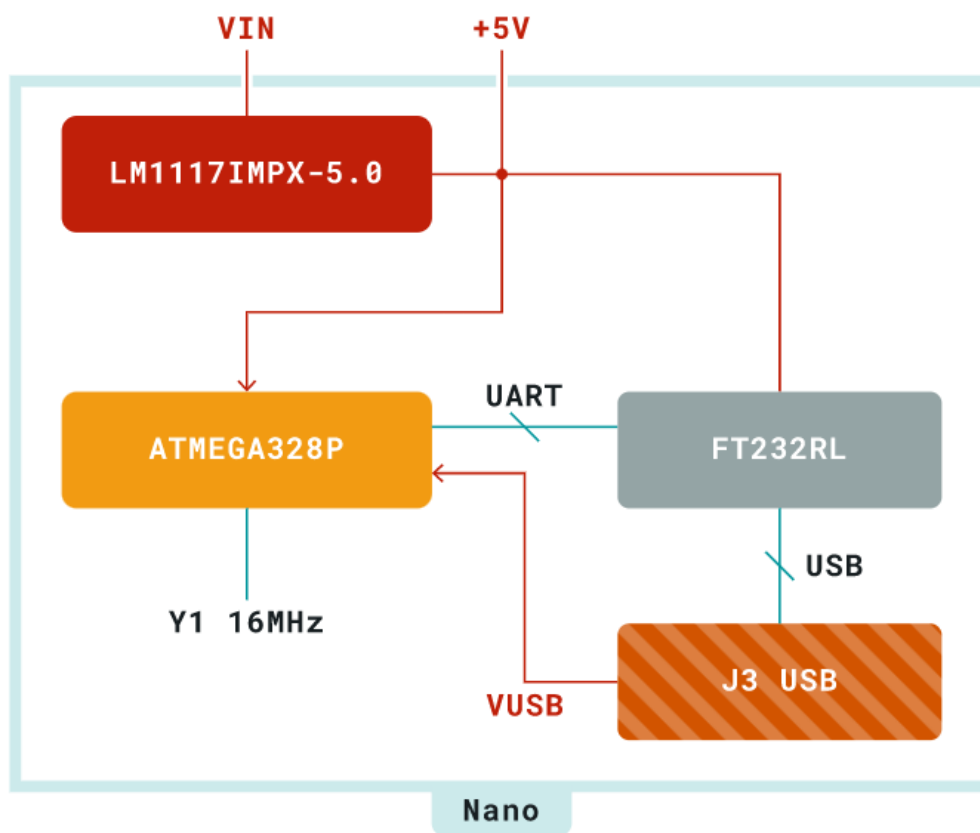 VIN
+5V
LM1117IMPX-5.0
UART
ATMEGA328P
FT232RL
USB
Y1 16MHz
J3 USB
VUSB
Nano